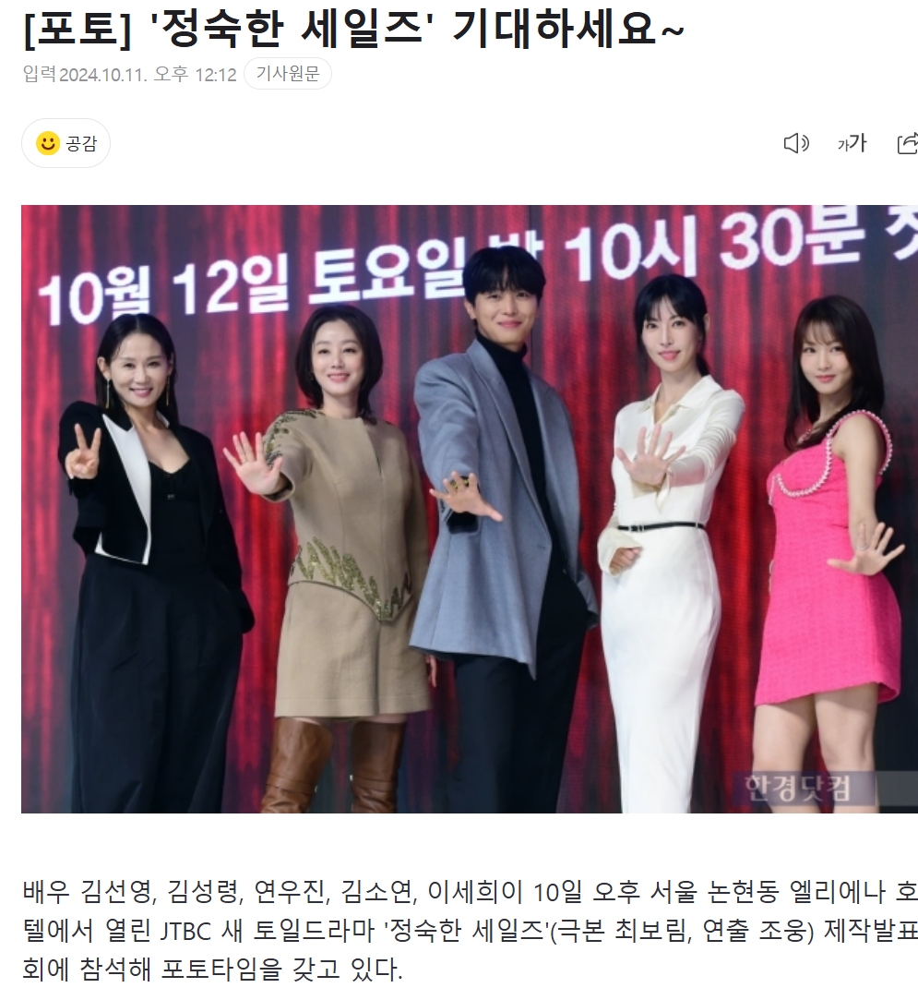 [포토] '정숙한 세일즈' 기대하세요~
입력 2024.10.11. 오후 12:12 기사원문
공감
가가
10월 12일 토요일 밤 10시 30분 첫
한경닷컴
배우 김선영, 김성령, 연우진, 김소연, 이세희이 10일 오후 서울 논현동 엘리에나 호
텔에서 열린 JTBC 새 토일드라마 '정숙한 세일즈'(극본 최보림, 연출 조웅) 제작발표
회에 참석해 포토타임을 갖고 있다.